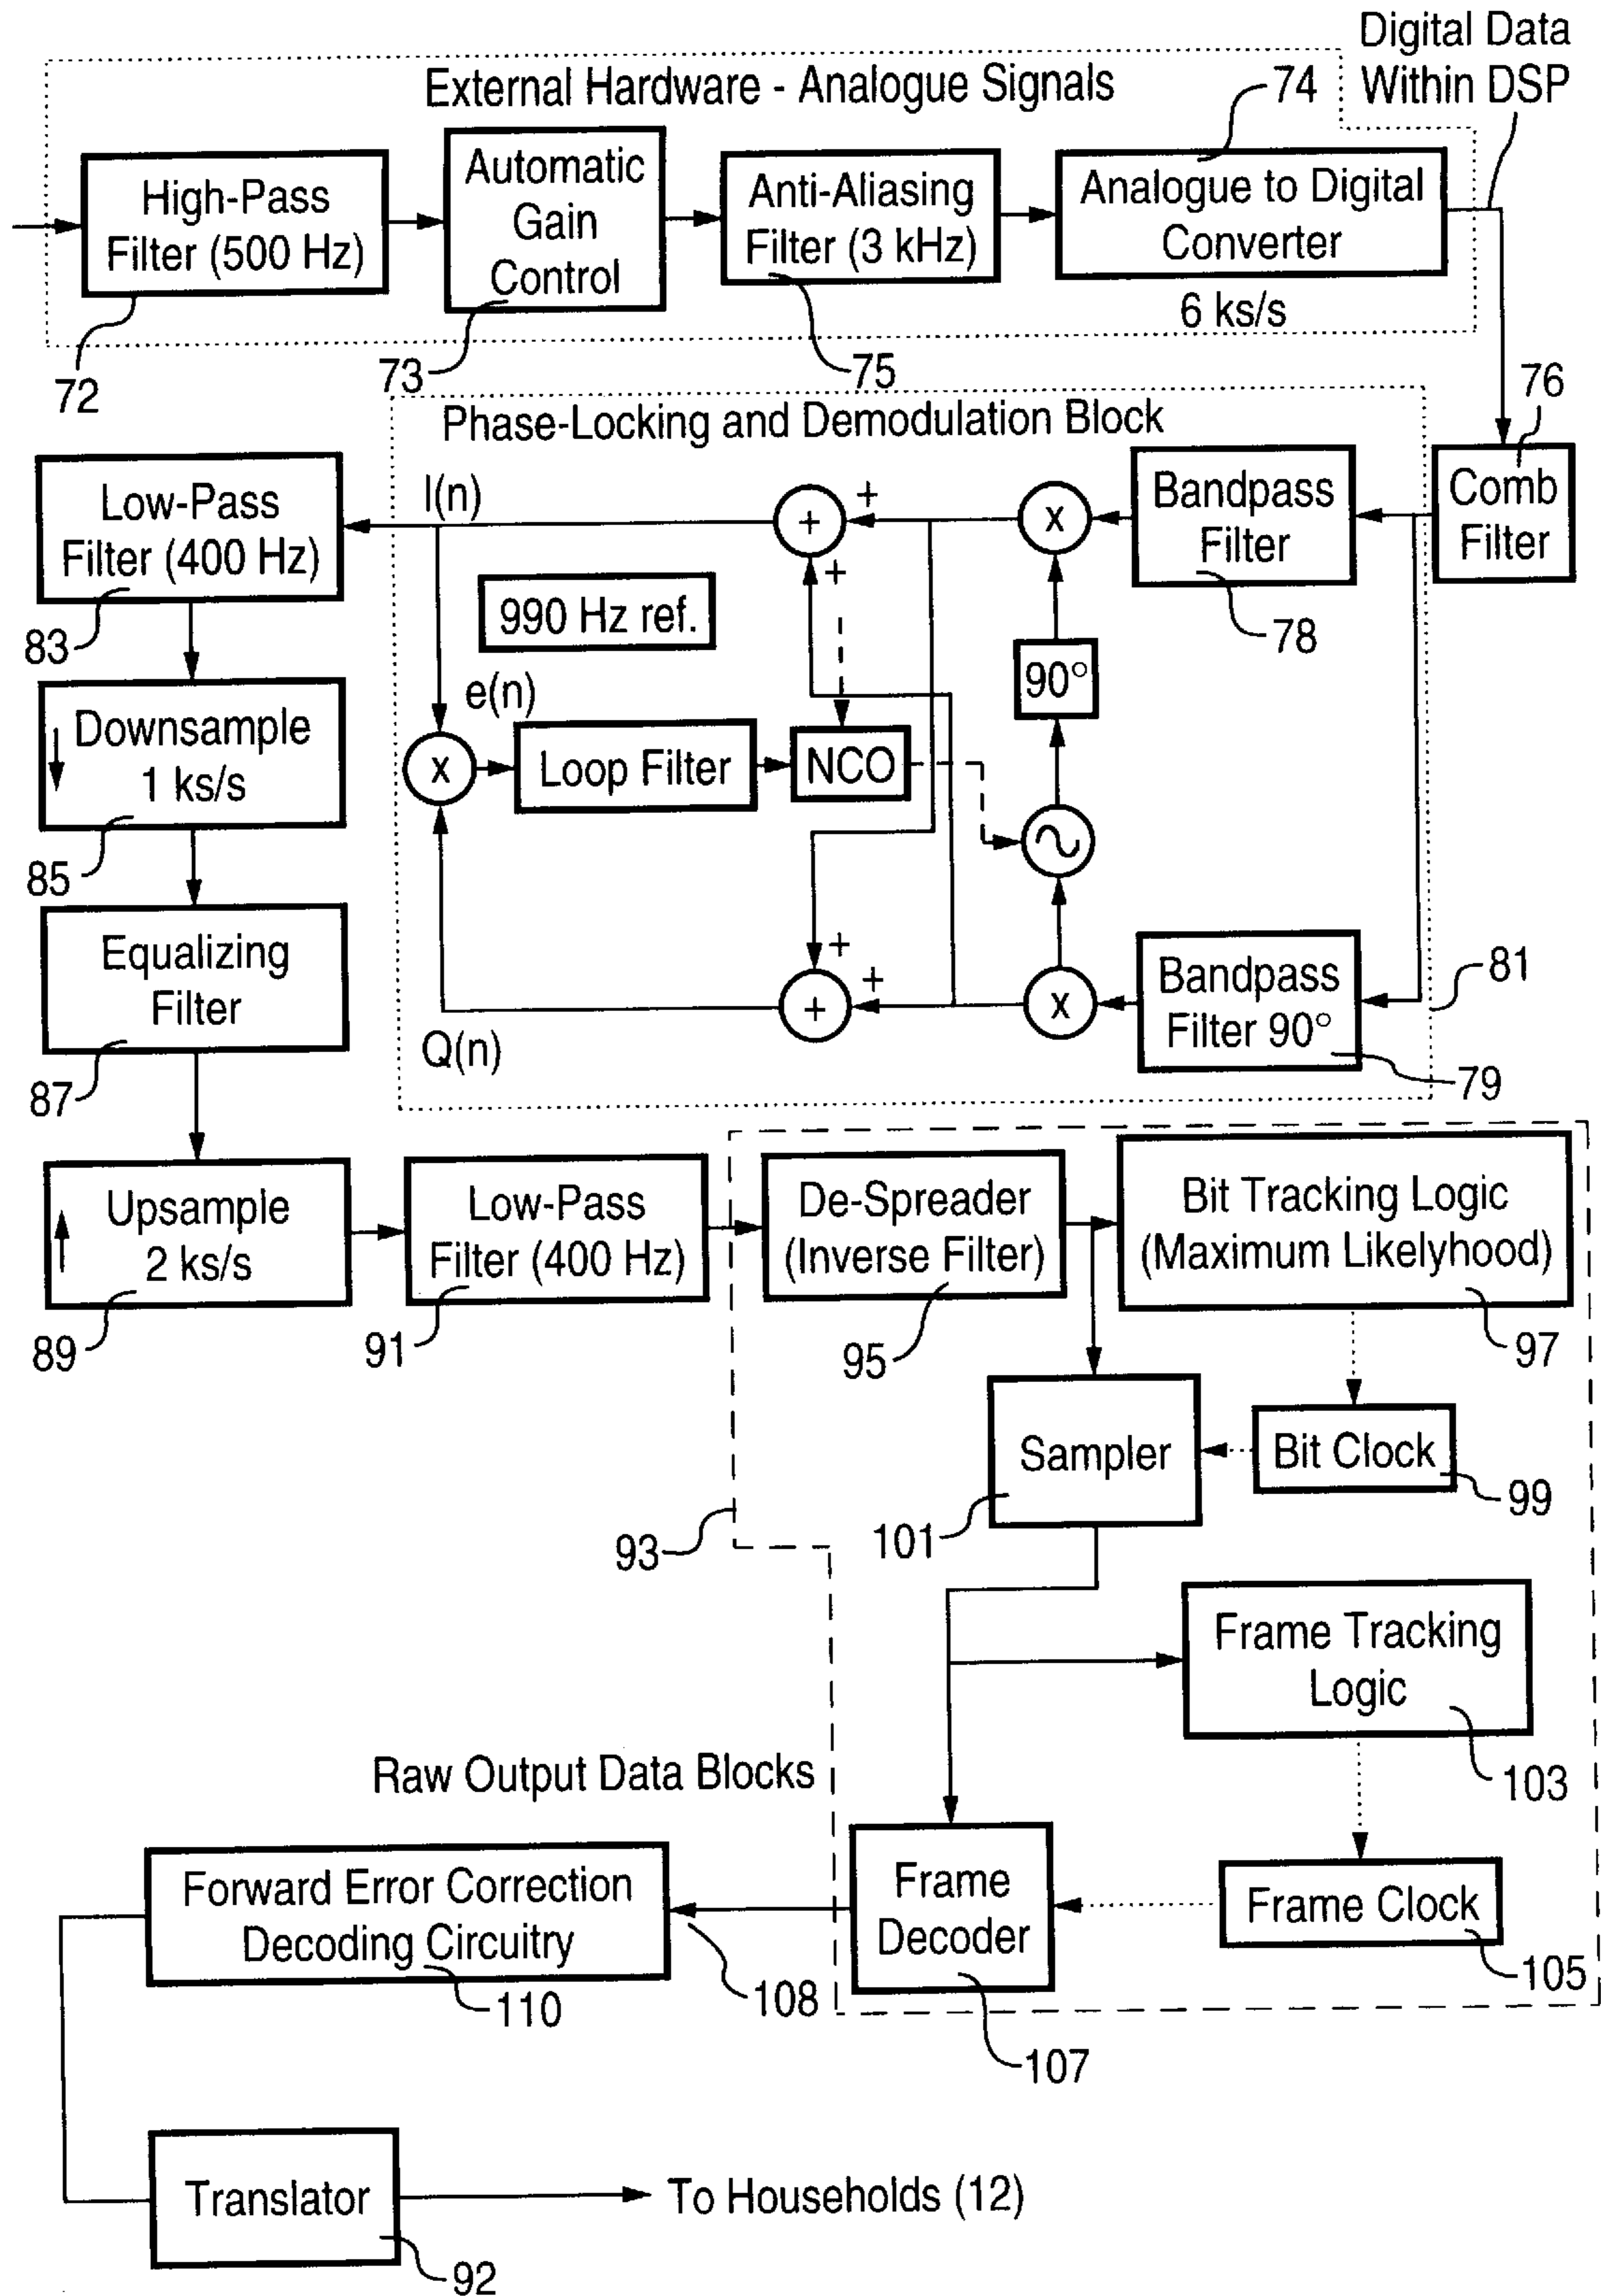 Digital Data
Within DSP
External Hardware - Analogue Signals
74
High-Pass
Filter (500 Hz)
Automatic
Gain
Control
Anti-Aliasing
Filter (3 kHz)
Analogue to Digital
Converter
6 ks/s
72
73
75
76
Phase-Locking and Demodulation Block
Low-Pass
Filter (400 Hz)
83
I(n)
+
+
+
x
Bandpass
Filter
78
Comb
Filter
990 Hz ref.
90°
e(n)
Downsample
1 ks/s
85
x
Loop Filter
NCO
Equalizing
Filter
87
+
+
+
x
Bandpass
Filter 90°
81
79
Q(n)
Upsample
2 ks/s
89
Low-Pass
Filter (400 Hz)
91
De-Spreader
(Inverse Filter)
95
Bit Tracking Logic
(Maximum Likelyhood)
97
Sampler
101
Bit Clock
99
93
Frame Tracking
Logic
103
Raw Output Data Blocks
Forward Error Correction
Decoding Circuitry
110
108
Frame
Decoder
107
Frame Clock
105
Translator
92
To Households (12)